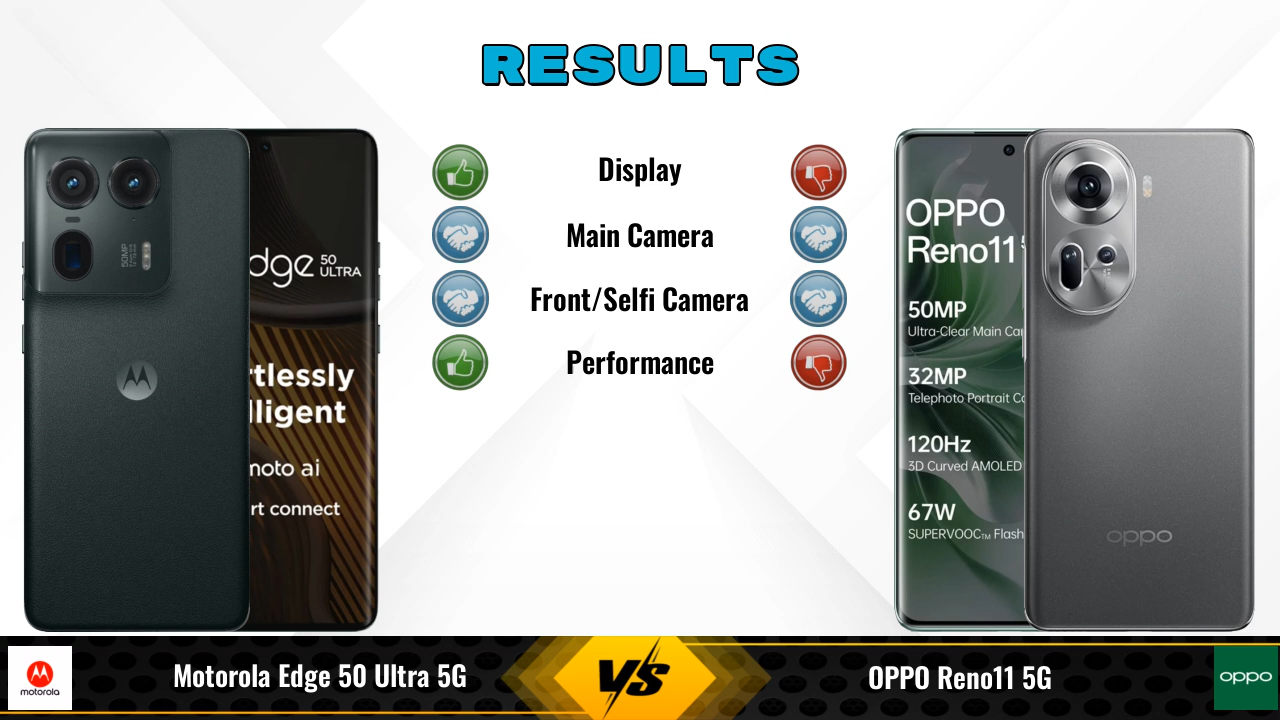 RESULTS
Display
Main Camera
Front/Selfi Camera
Performance
dge 50 ULTRA
rtlessly
lligent
moto ai
rt connect
50MP
OPPO
Reno11
50MP
Ultra-Clear Main Ca
32MP
Telephoto Portrait Co
120Hz
3D Curved AMOLED
67W
SUPERVOOC™ Flash
oppo
motorola
Motorola Edge 50 Ultra 5G
VS
OPPO Reno11 5G
oppo